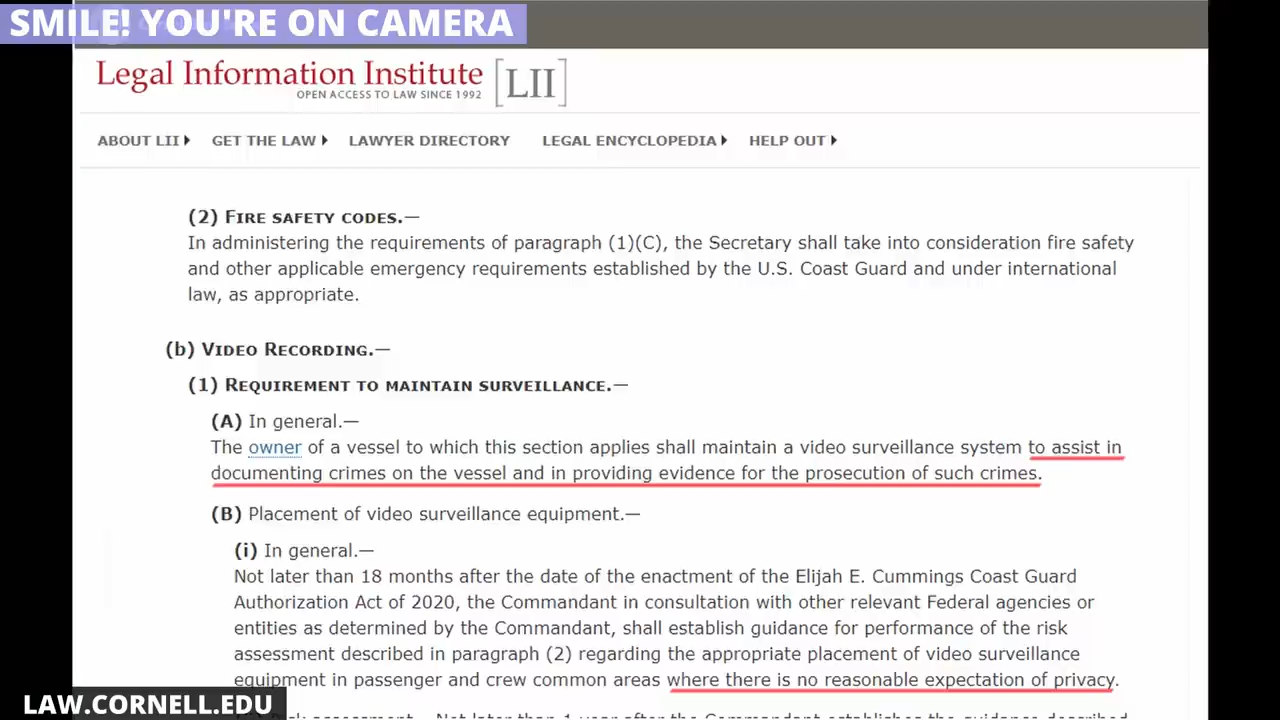 SMILE! YOU'RE ON CAMERA
Legal Information Institute [LII]
OPEN ACCESS TO LAW SINCE 1992
ABOUT LII GET THE LAW LAWYER DIRECTORY LEGAL ENCYCLOPEDIA HELP OUT
(2) FIRE SAFETY CODES.—
In administering the requirements of paragraph (1)(C), the Secretary shall take into consideration fire safety
and other applicable emergency requirements established by the U.S. Coast Guard and under international
law, as appropriate.
(b) VIDEO RECORDING.—
(1) REQUIREMENT TO MAINTAIN SURVEILLANCE.—
(A) In general.—
The owner of a vessel to which this section applies shall maintain a video surveillance system to assist in
documenting crimes on the vessel and in providing evidence for the prosecution of such crimes.
(B) Placement of video surveillance equipment.—
(i) In general.—
Not later than 18 months after the date of the enactment of the Elijah E. Cummings Coast Guard
Authorization Act of 2020, the Commandant in consultation with other relevant Federal agencies or
entities as determined by the Commandant, shall establish guidance for performance of the risk
assessment described in paragraph (2) regarding the appropriate placement of video surveillance
equipment in passenger and crew common areas where there is no reasonable expectation of privacy.
LAW.CORNELL.EDU